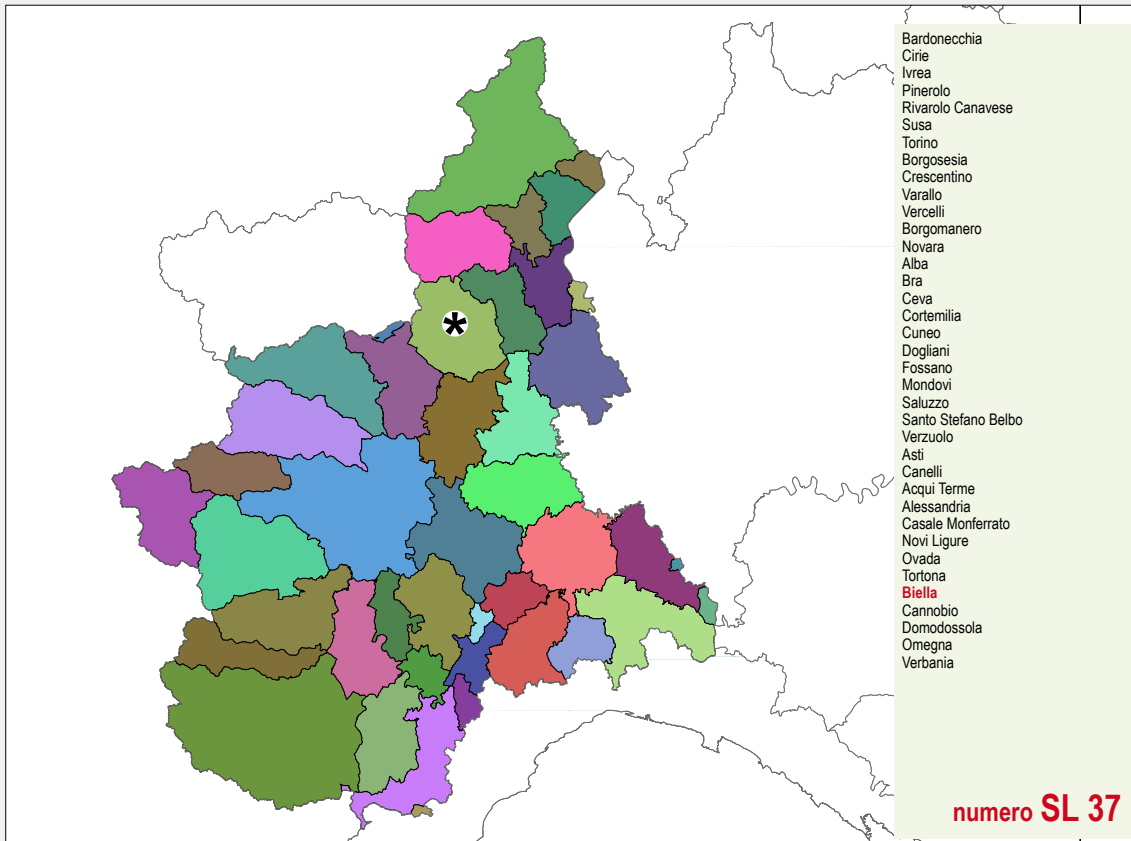 Bardonecchia
Cirie
Ivrea
Pinerolo
Rivarolo Canavese
Susa
Torino
Borgosesia
Crescentino
Varallo
Vercelli
Borgomanero
Novara
Alba
Bra
Ceva
Cortemilia
Cuneo
Dogliani
Fossano
Mondovi
Saluzzo
Santo Stefano Belbo
Verzuolo
Asti
Canelli
Acqui Terme
Alessandria
Casale Monferrato
Novi Ligure
Ovada
Tortona
Biella
Cannobio
Domodossola
Omegna
Verbania
numero SL 37
*